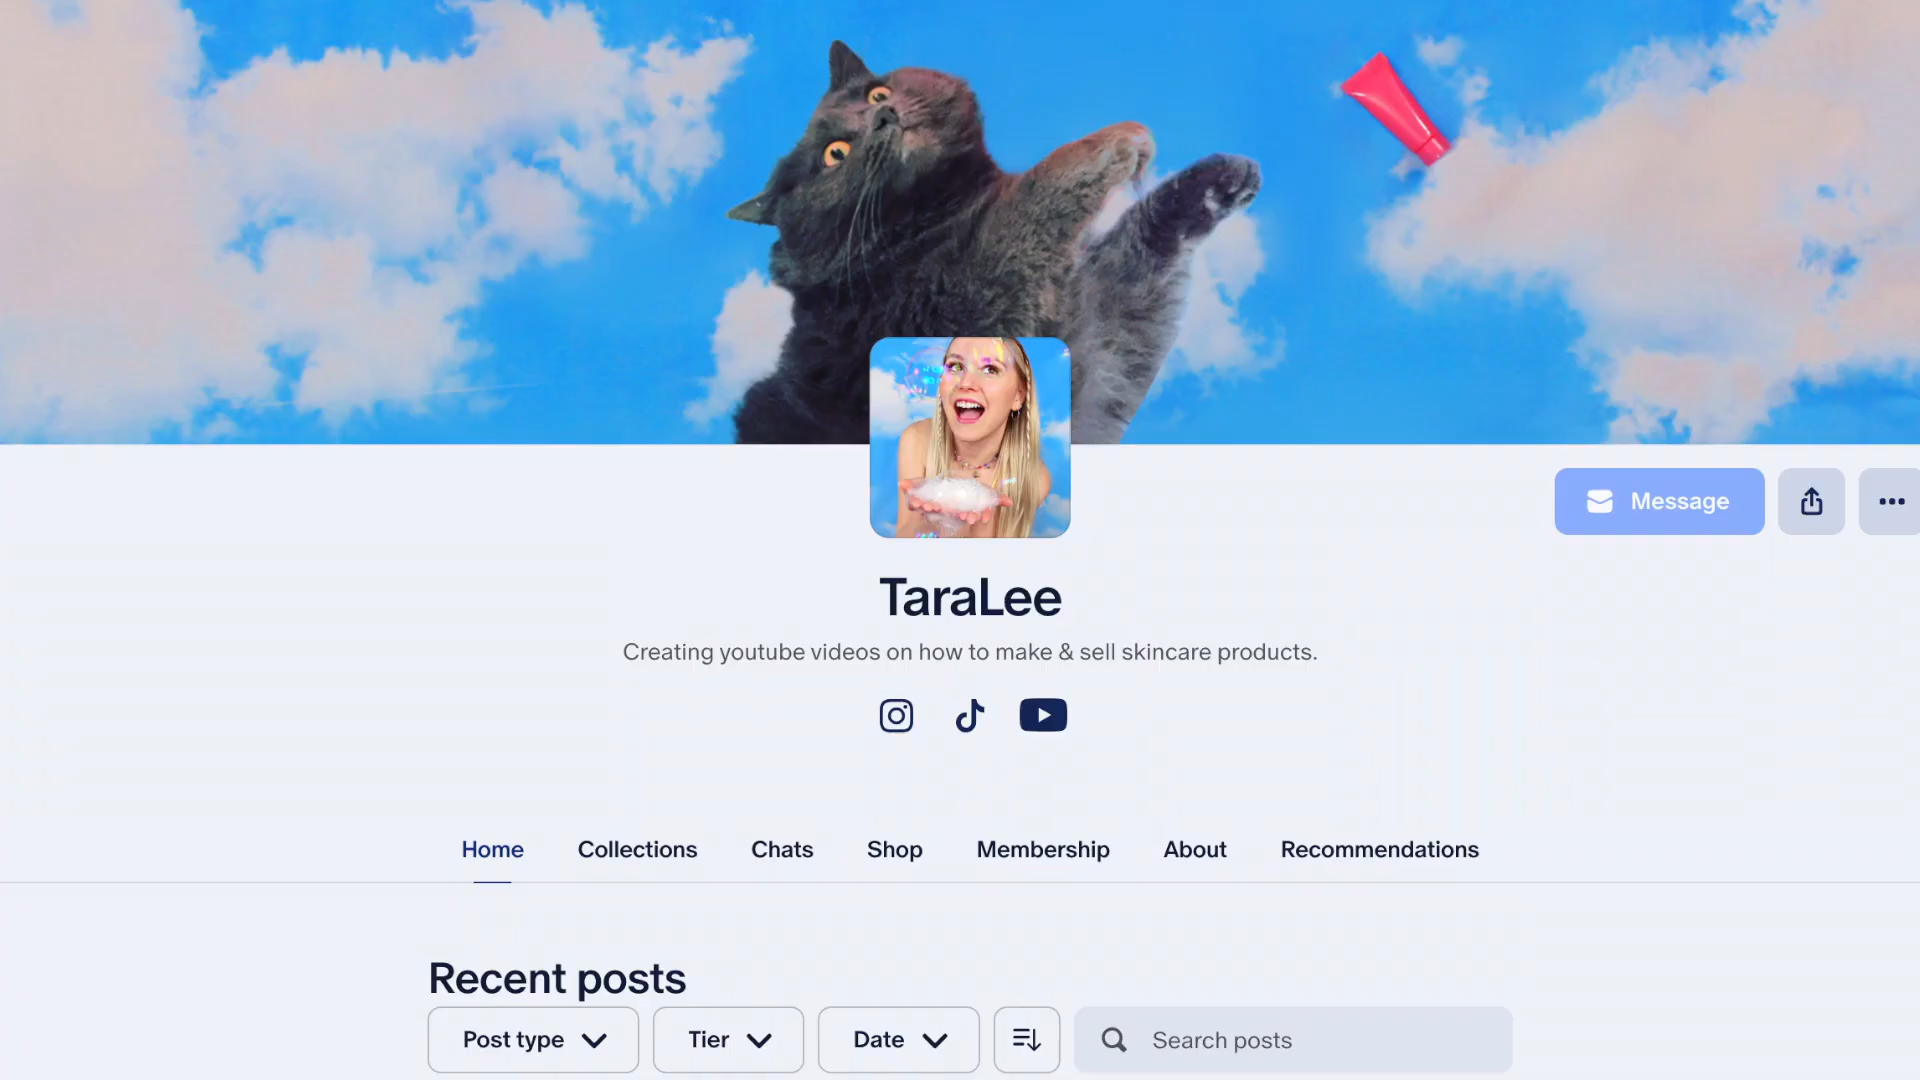 Message
TaraLee
Creating youtube videos on how to make & sell skincare products.
Home Collections Chats Shop Membership About Recommendations
Recent posts
Post type Tier Date Search posts